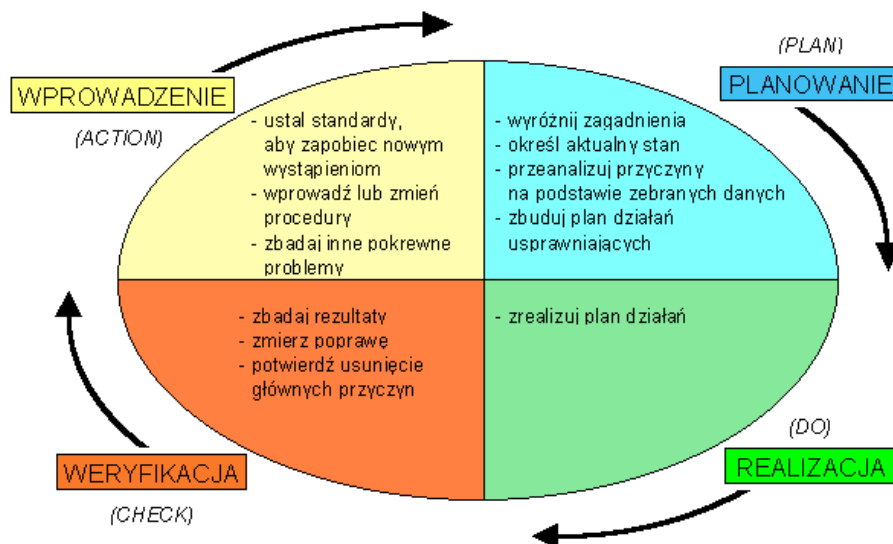 WPROWADZENIE
(ACTION)
- ustal standardy,
aby zapobiec nowym
wystąpieniom
- wprowadź lub zmień
procedury
- zbadaj inne pokrewne
problemy
(PLAN)
PLANOWANIE
- wyróżnij zagadnienia
- określ aktualny stan
- przeanalizuj przyczyny
na podstawie zebranych danych
- zbuduj plan działań
usprawniających
- zbadaj rezultaty
- zmierz poprawę
- potwierdź usunięcie
głównych przyczyn
WERYFIKACJA
(CHECK)
- zrealizuj plan działań
(DO)
REALIZACJA